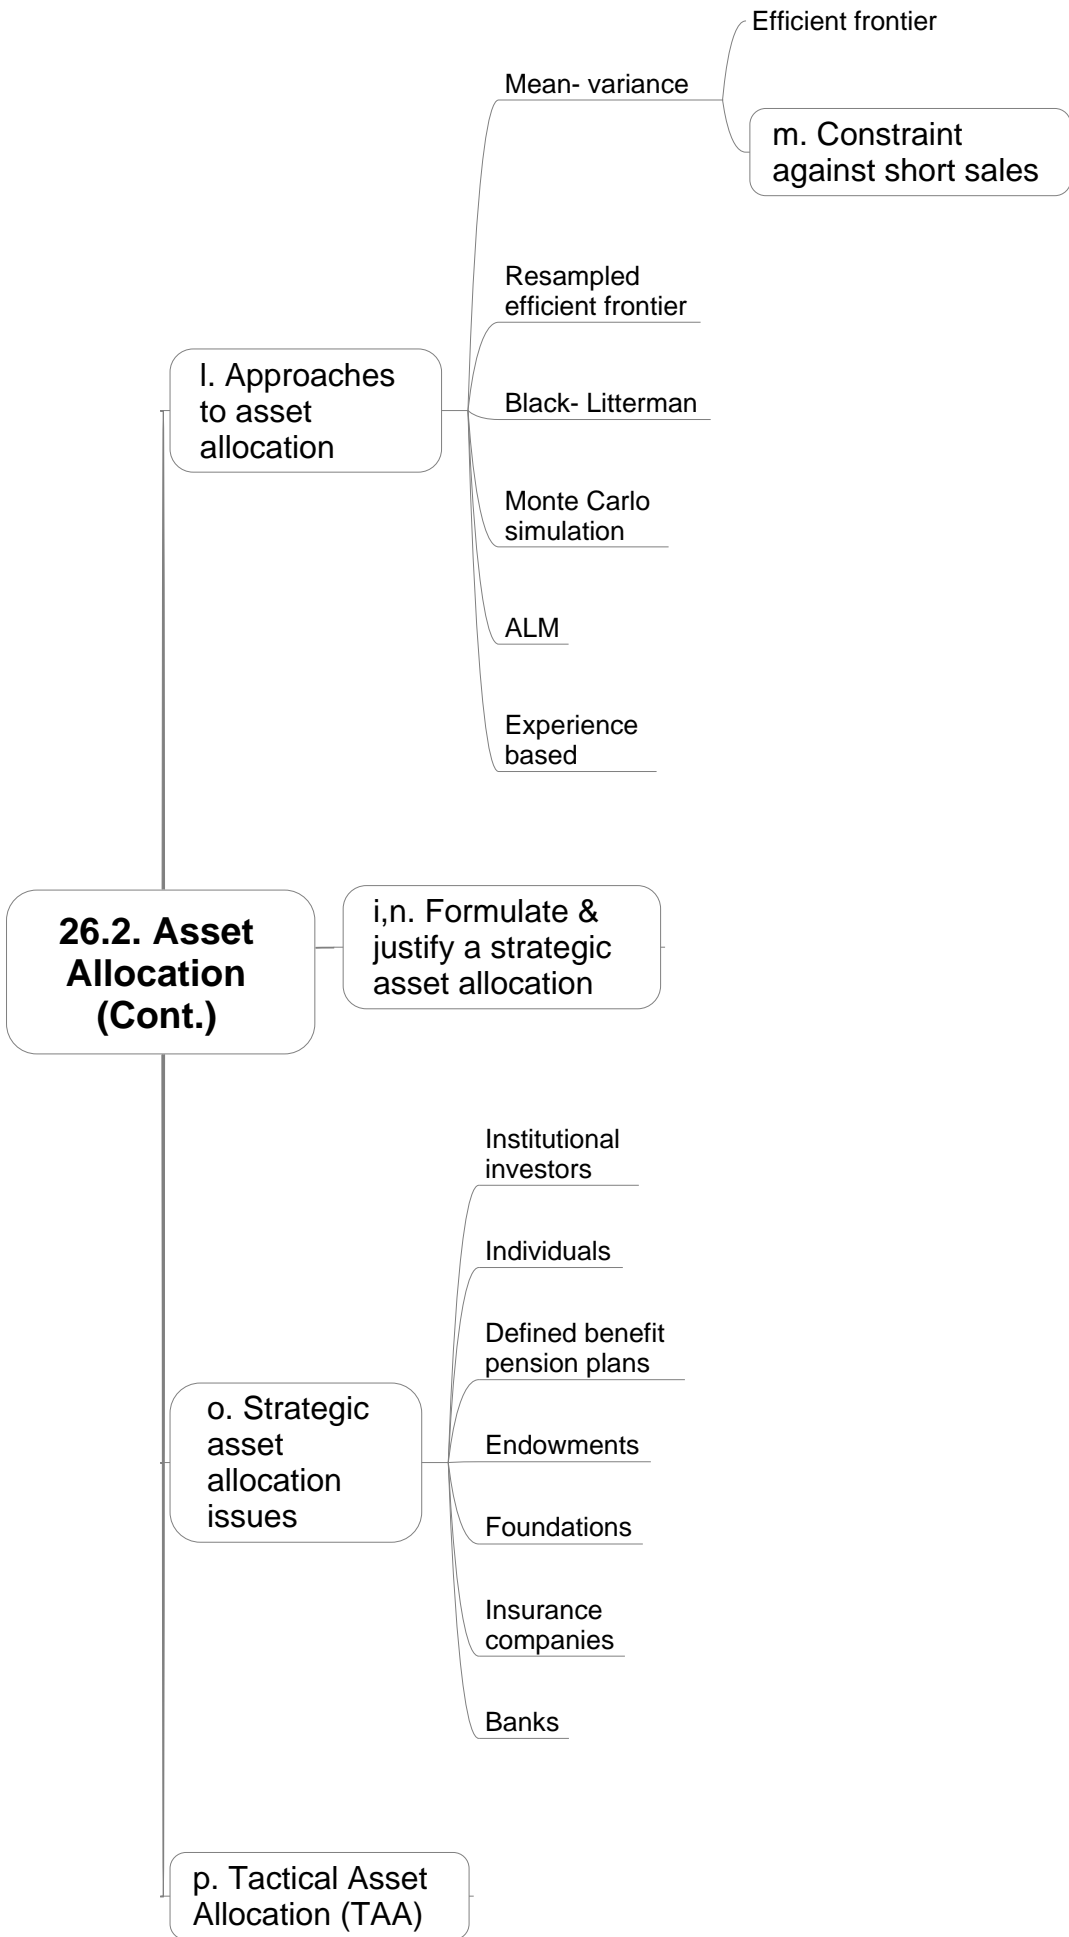 Efficient frontier
Mean- variance
m. Constraint
against short sales
Resampled
efficient frontier
l. Approaches
to asset
allocation
Black- Litterman
Monte Carlo
simulation
ALM
Experience
based
26.2. Asset
Allocation
(Cont.)
i,n. Formulate &
justify a strategic
asset allocation
Institutional
investors
Individuals
Defined benefit
pension plans
o. Strategic
asset
allocation
issues
Endowments
Foundations
Insurance
companies
Banks
p. Tactical Asset
Allocation (TAA)